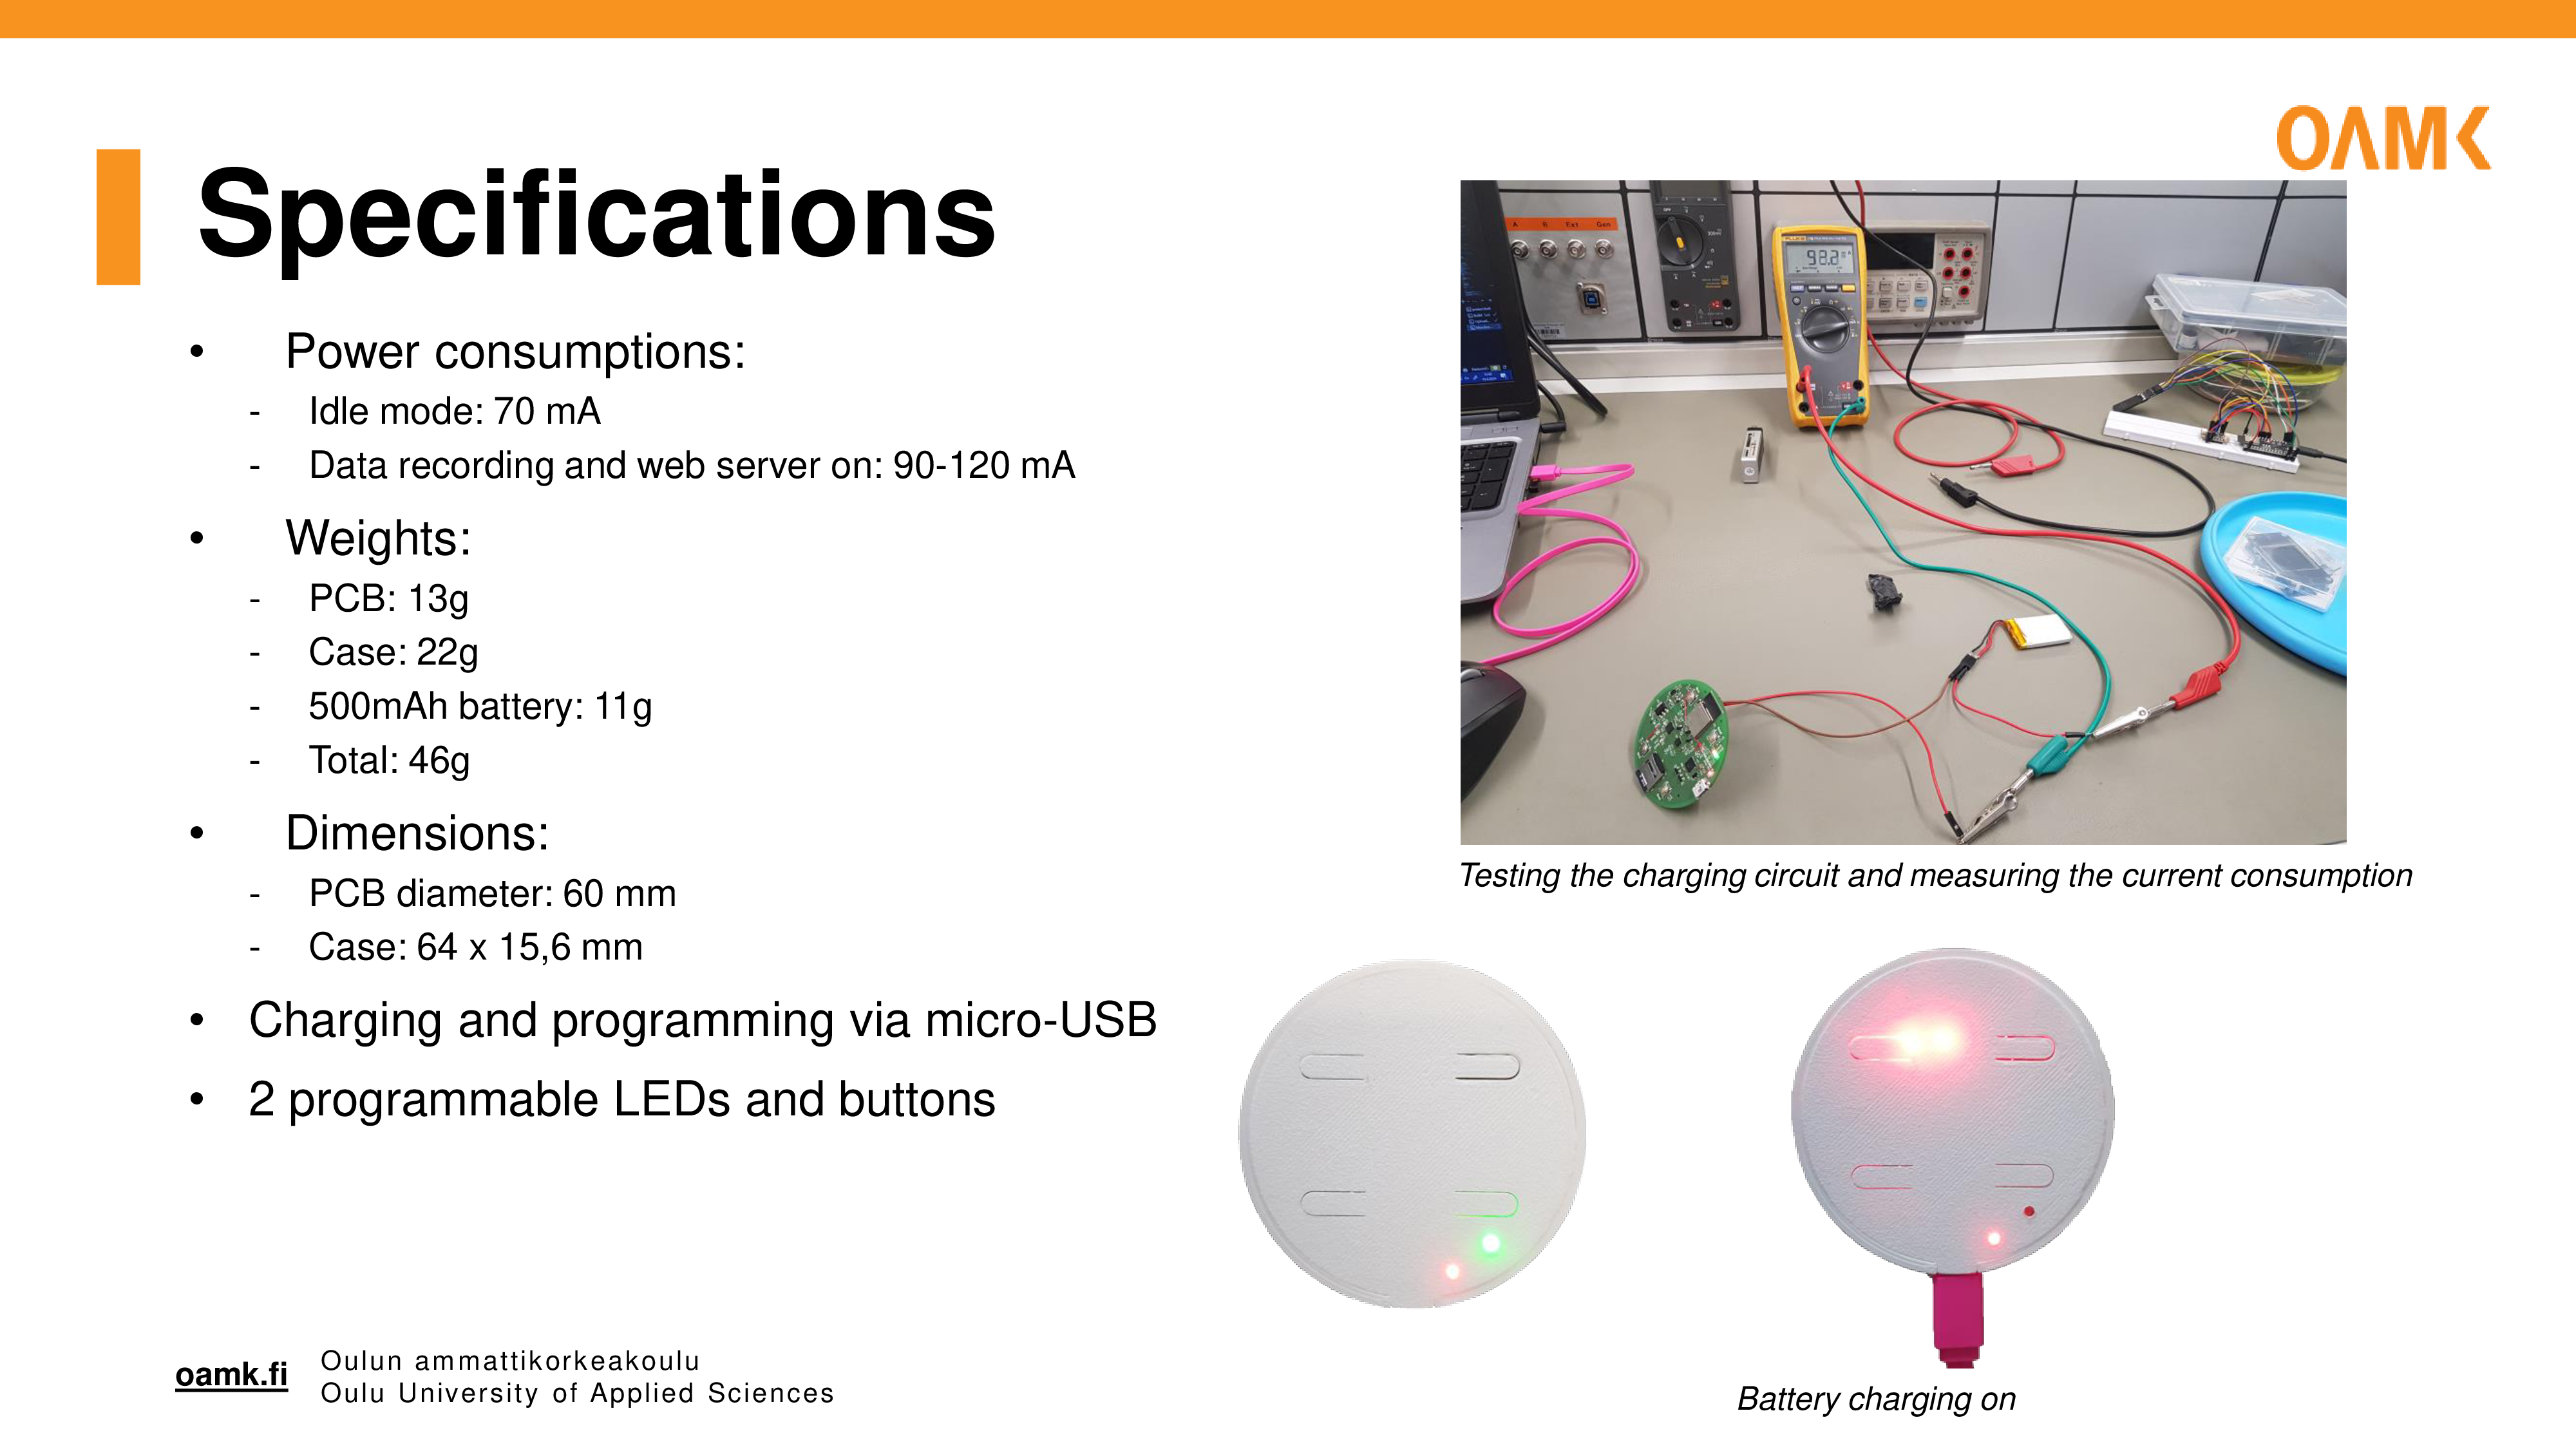 OAMK
Specifications
• Power consumptions:
- Idle mode: 70 mA
- Data recording and web server on: 90-120 mA
• Weights:
- PCB: 13g
- Case: 22g
- 500mAh battery: 11g
- Total: 46g
• Dimensions:
- PCB diameter: 60 mm
- Case: 64 x 15,6 mm
• Charging and programming via micro-USB
• 2 programmable LEDs and buttons
A B Ext Gen
Testing the charging circuit and measuring the current consumption
Battery charging on
oamk.fi
Oulun ammattikorkeakoulu
Oulu University of Applied Sciences